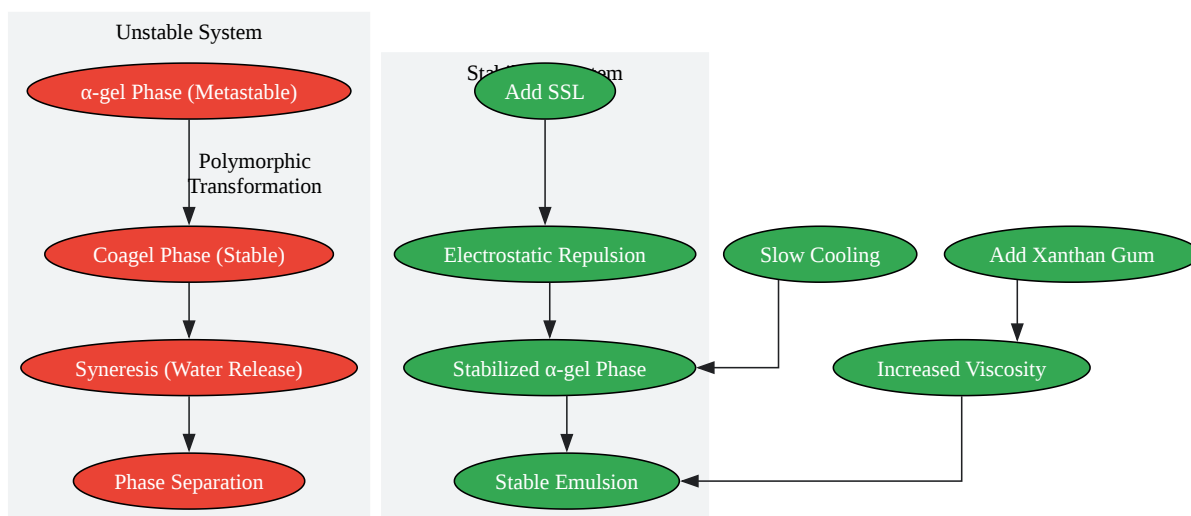 Unstable System
α-gel Phase (Metastable)
Polymorphic
Transformation
Coagel Phase (Stable)
Syneresis (Water Release)
Phase Separation
Add SSL
Electrostatic Repulsion
Slow Cooling
Add Xanthan Gum
Stabilized α-gel Phase
Increased Viscosity
Stable Emulsion